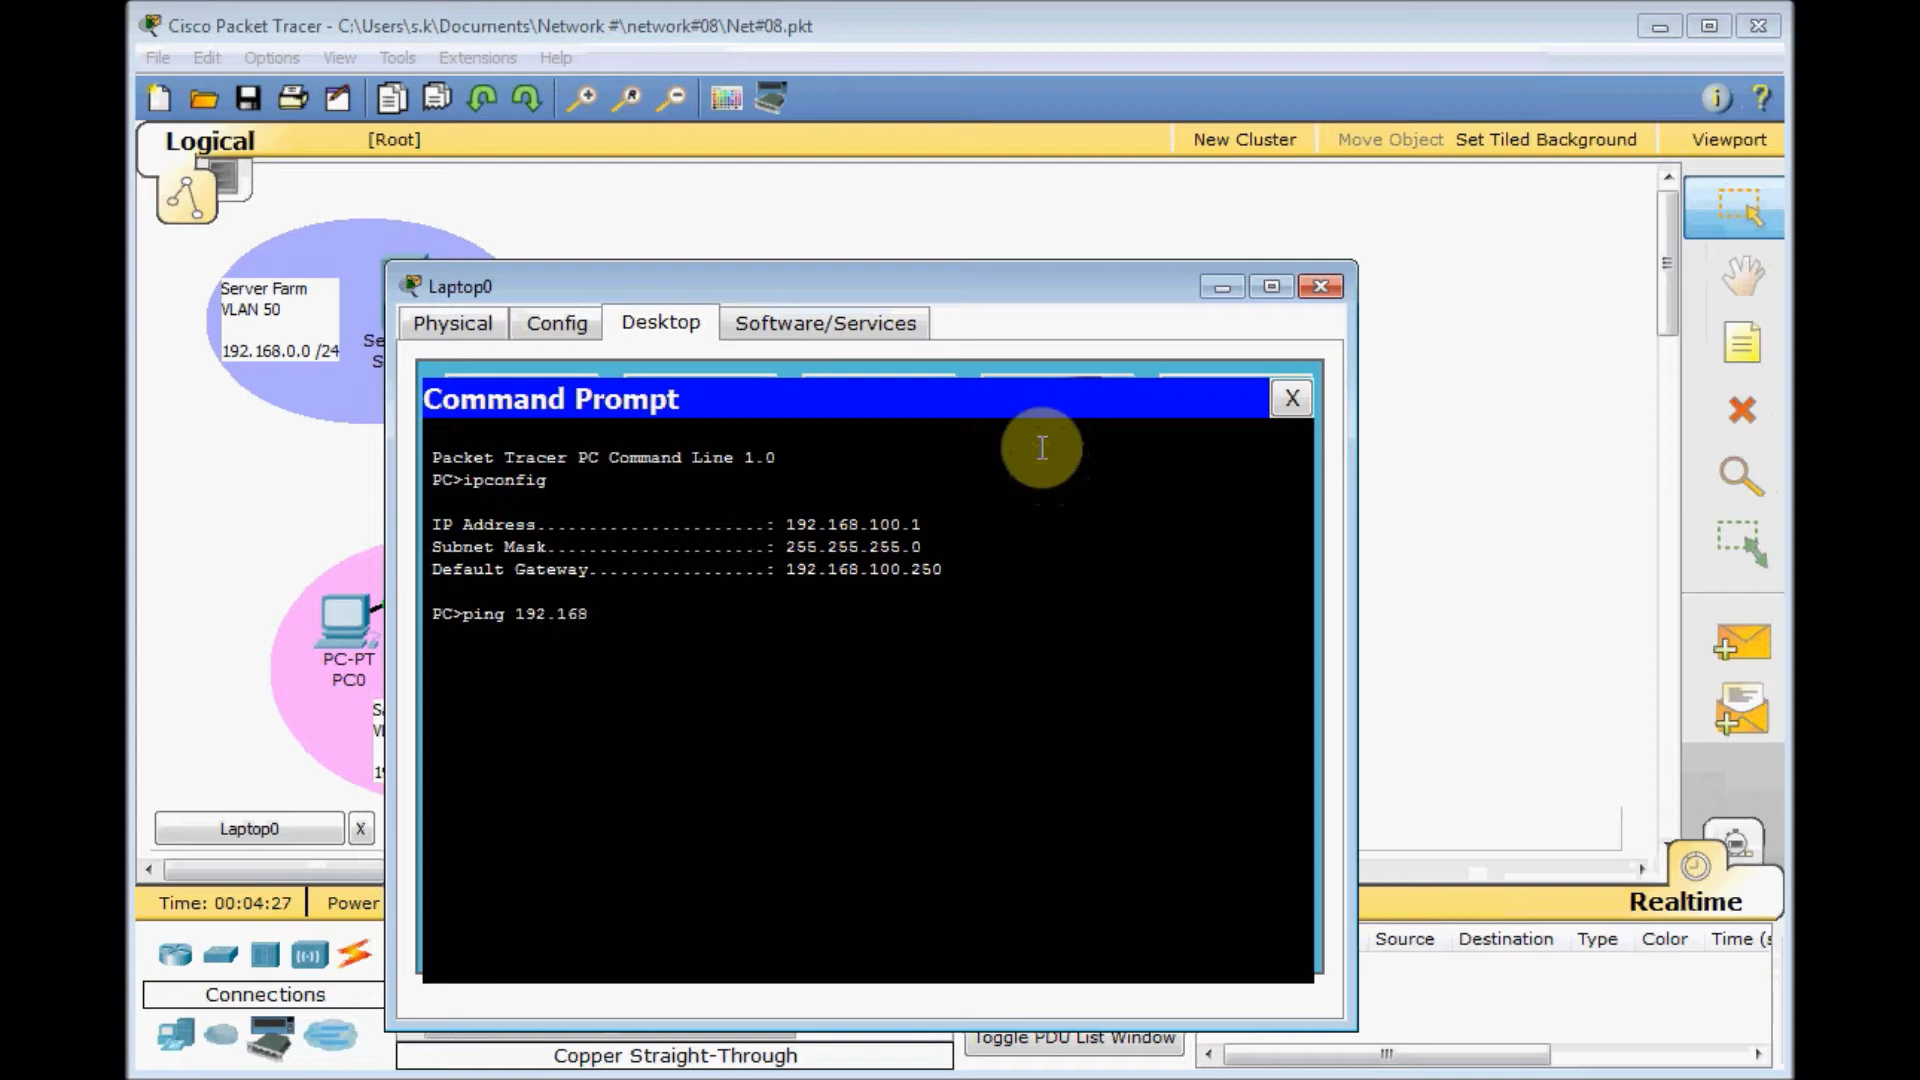 Cisco Packet Tracer - C:\Users\s.k\Documents\Network #\network#08\Net#08.pkt
File Edit Options View Tools Extensions Help
Logical [Root] New Cluster Move Object Set Tiled Background Viewport
Server Farm
VLAN 50
192.168.0.0 /24
Se
S
PC-PT
PC0
Laptop0
Physical Config Desktop Software/Services
Command Prompt X
Packet Tracer PC Command Line 1.0
PC>ipconfig
IP Address......................: 192.168.100.1
Subnet Mask.....................: 255.255.255.0
Default Gateway.................: 192.168.100.250
PC>ping 192.168
Laptop0 X
Time: 00:04:27 Power
Realtime
Source Destination Type Color Time (s
Connections
Toggle PDU List Window
Copper Straight-Through